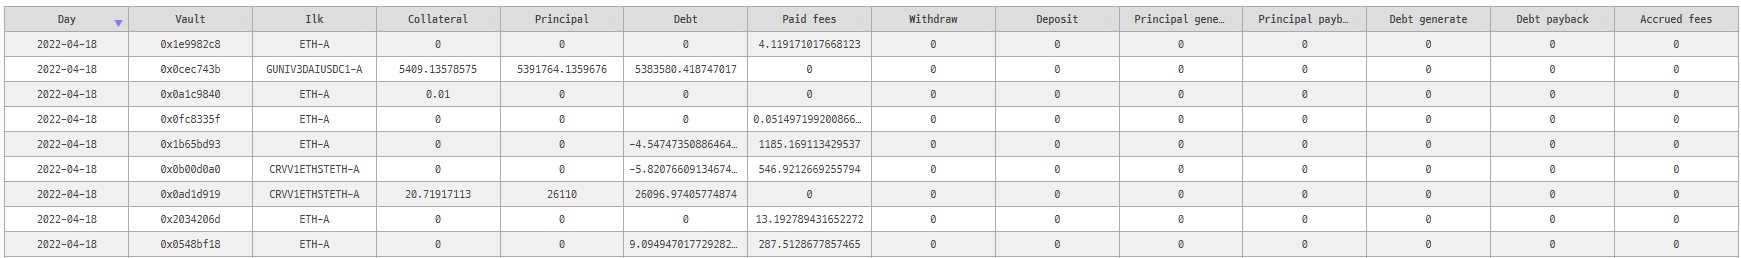 Day Vault Ilk Collateral Principal Debt Paid fees Withdraw Deposit Principal gene… Principal payb… Debt generate Debt payback Accrued fees
2022-04-18 0x1e9982c8 ETH-A 0 0 0 4.119171017668123 0 0 0 0 0 0 0
2022-04-18 0x0cec743b GUNIV3DAIUSDC1-A 5409.13578575 5391764.1359676 5383580.418747017 0 0 0 0 0 0 0 0
2022-04-18 0x0a1c9840 ETH-A 0.01 0 0 0 0 0 0 0 0 0 0
2022-04-18 0x0fc8335f ETH-A 0 0 0 0.051497199200866… 0 0 0 0 0 0 0
2022-04-18 0x1b65bd93 ETH-A 0 0 -4.54747350886464… 1185.169113429537 0 0 0 0 0 0 0
2022-04-18 0x0b00d0a0 CRVV1ETHSTETH-A 0 0 -5.82076609134674… 546.9212669255794 0 0 0 0 0 0 0
2022-04-18 0x0ad1d919 CRVV1ETHSTETH-A 20.71917113 26110 26096.97405774874 0 0 0 0 0 0 0 0
2022-04-18 0x2034206d ETH-A 0 0 0 13.192789431652272 0 0 0 0 0 0 0
2022-04-18 0x0548bf18 ETH-A 0 0 9.094947017729282… 287.5128677857465 0 0 0 0 0 0 0